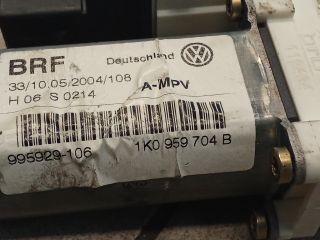 BRF Deutschland
33/10.05/2004/108
H 06 S 0214 A-MPV
995929-106 1K0 959 704 B